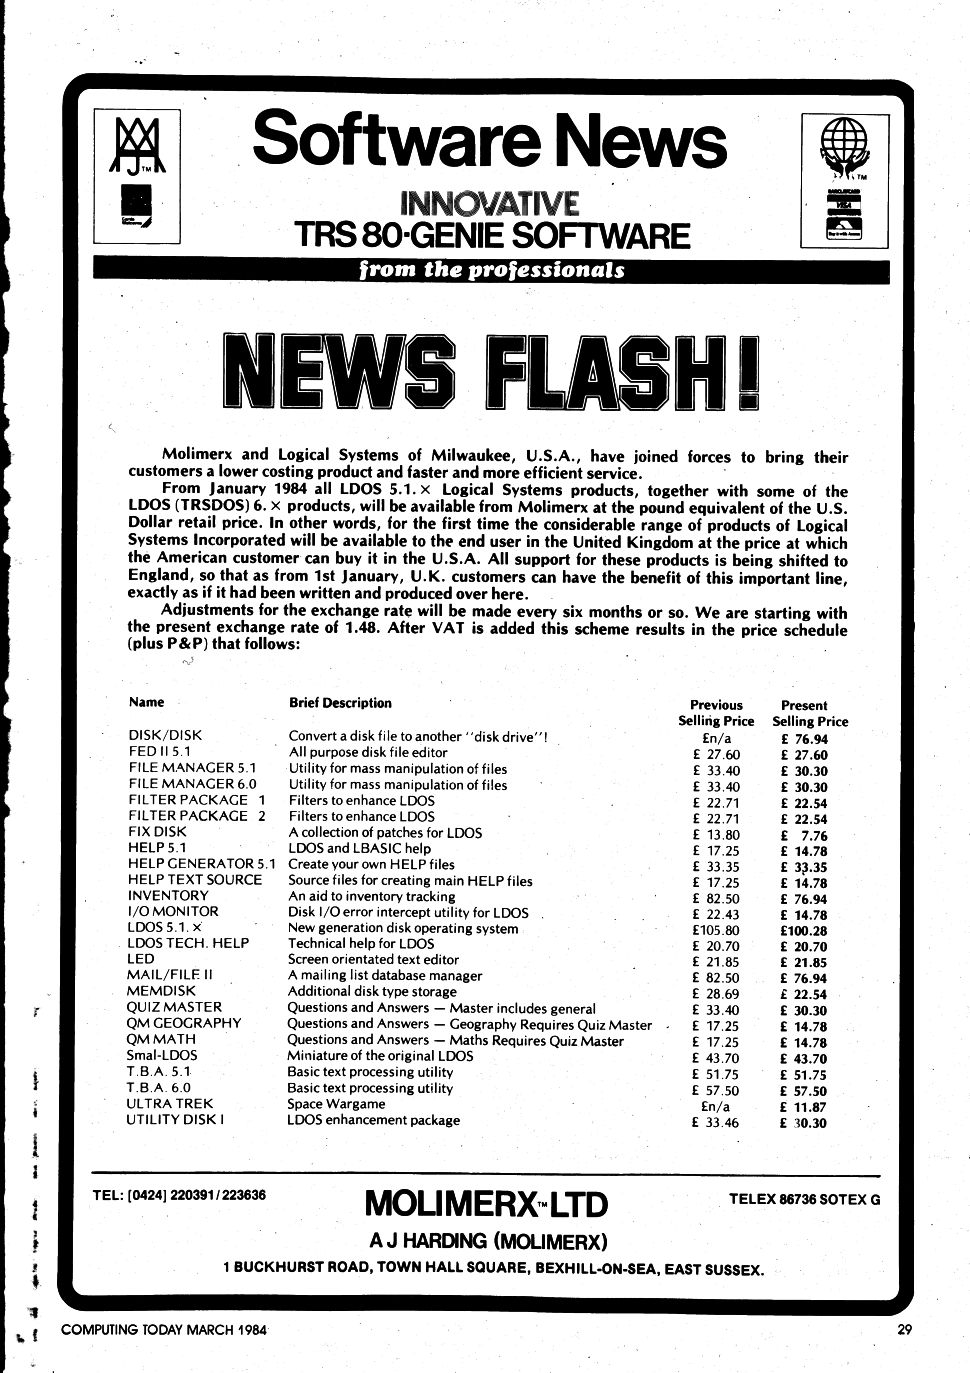 Software News
INNOVATIVE
TRS 80-GENIE SOFTWARE
from the professionals
TM
TM
VISA
NEWS FLASH!
Molimerx and Logical Systems of Milwaukee, U.S.A., have joined forces to bring their
customers a lower costing product and faster and more efficient service.
From January 1984 all LDOS 5.1. × Logical Systems products, together with some of the
LDOS (TRSDOS) 6. × products, will be available from Molimerx at the pound equivalent of the U.S.
Dollar retail price. In other words, for the first time the considerable range of products of Logical
Systems Incorporated will be available to the end user in the United Kingdom at the price at which
the American customer can buy it in the U.S.A. All support for these products is being shifted to
England, so that as from 1st January, U.K. customers can have the benefit of this important line,
exactly as if it had been written and produced over here.
Adjustments for the exchange rate will be made every six months or so. We are starting with
the present exchange rate of 1.48. After VAT is added this scheme results in the price schedule
(plus P&P) that follows:
Name Brief Description Previous Present
Selling Price Selling Price
DISK/DISK Convert a disk file to another ''disk drive''! £n/a £ 76.94
FED II 5.1 All purpose disk file editor £ 27.60 £ 27.60
FILE MANAGER 5.1 Utility for mass manipulation of files £ 33.40 £ 30.30
FILE MANAGER 6.0 Utility for mass manipulation of files £ 33.40 £ 30.30
FILTER PACKAGE 1 Filters to enhance LDOS £ 22.71 £ 22.54
FILTER PACKAGE 2 Filters to enhance LDOS £ 22.71 £ 22.54
FIX DISK A collection of patches for LDOS £ 13.80 £ 7.76
HELP 5.1 LDOS and LBASIC help £ 17.25 £ 14.78
HELP GENERATOR 5.1 Create your own HELP files £ 33.35 £ 33.35
HELP TEXT SOURCE Source files for creating main HELP files £ 17.25 £ 14.78
INVENTORY An aid to inventory tracking £ 82.50 £ 76.94
I/O MONITOR Disk I/O error intercept utility for LDOS £ 22.43 £ 14.78
LDOS 5.1. × New generation disk operating system £105.80 £100.28
LDOS TECH. HELP Technical help for LDOS £ 20.70 £ 20.70
LED Screen orientated text editor £ 21.85 £ 21.85
MAIL/FILE II A mailing list database manager £ 82.50 £ 76.94
MEMDISK Additional disk type storage £ 28.69 £ 22.54
QUIZ MASTER Questions and Answers — Master includes general £ 33.40 £ 30.30
QM GEOGRAPHY Questions and Answers — Geography Requires Quiz Master £ 17.25 £ 14.78
QM MATH Questions and Answers — Maths Requires Quiz Master £ 17.25 £ 14.78
Smal-LDOS Miniature of the original LDOS £ 43.70 £ 43.70
T.B.A. 5.1 Basic text processing utility £ 51.75 £ 51.75
T.B.A. 6.0 Basic text processing utility £ 57.50 £ 57.50
ULTRA TREK Space Wargame £n/a £ 11.87
UTILITY DISK I LDOS enhancement package £ 33.46 £ 30.30
TEL: [0424] 220391/223636 MOLIMERX™ LTD TELEX 86736 SOTEX G
A J HARDING (MOLIMERX)
1 BUCKHURST ROAD, TOWN HALL SQUARE, BEXHILL-ON-SEA, EAST SUSSEX.
COMPUTING TODAY MARCH 1984 29